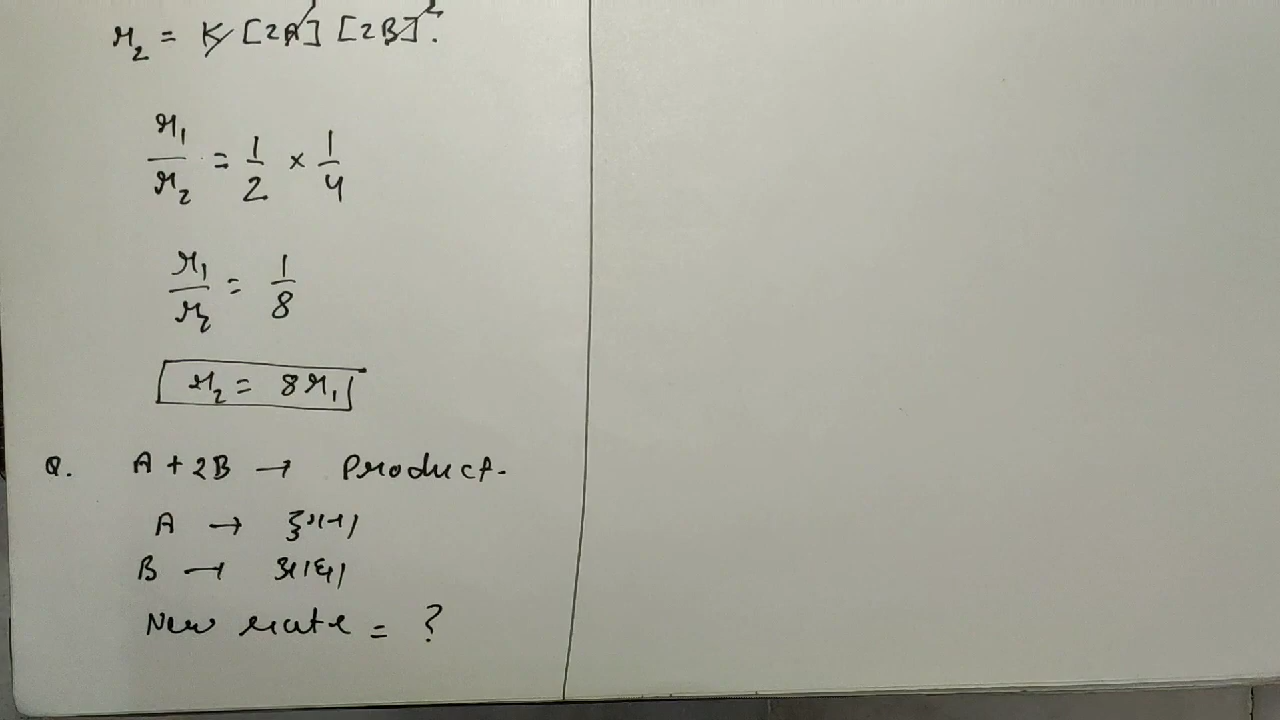 r₂ = K [2A] [2B]².
r₁/r₂ = 1/2 × 1/4
r₁/r₂ = 1/8
r₂ = 8r₁
Q. A + 2B → Product.
A → दुगना
B → आधा
New rate = ?